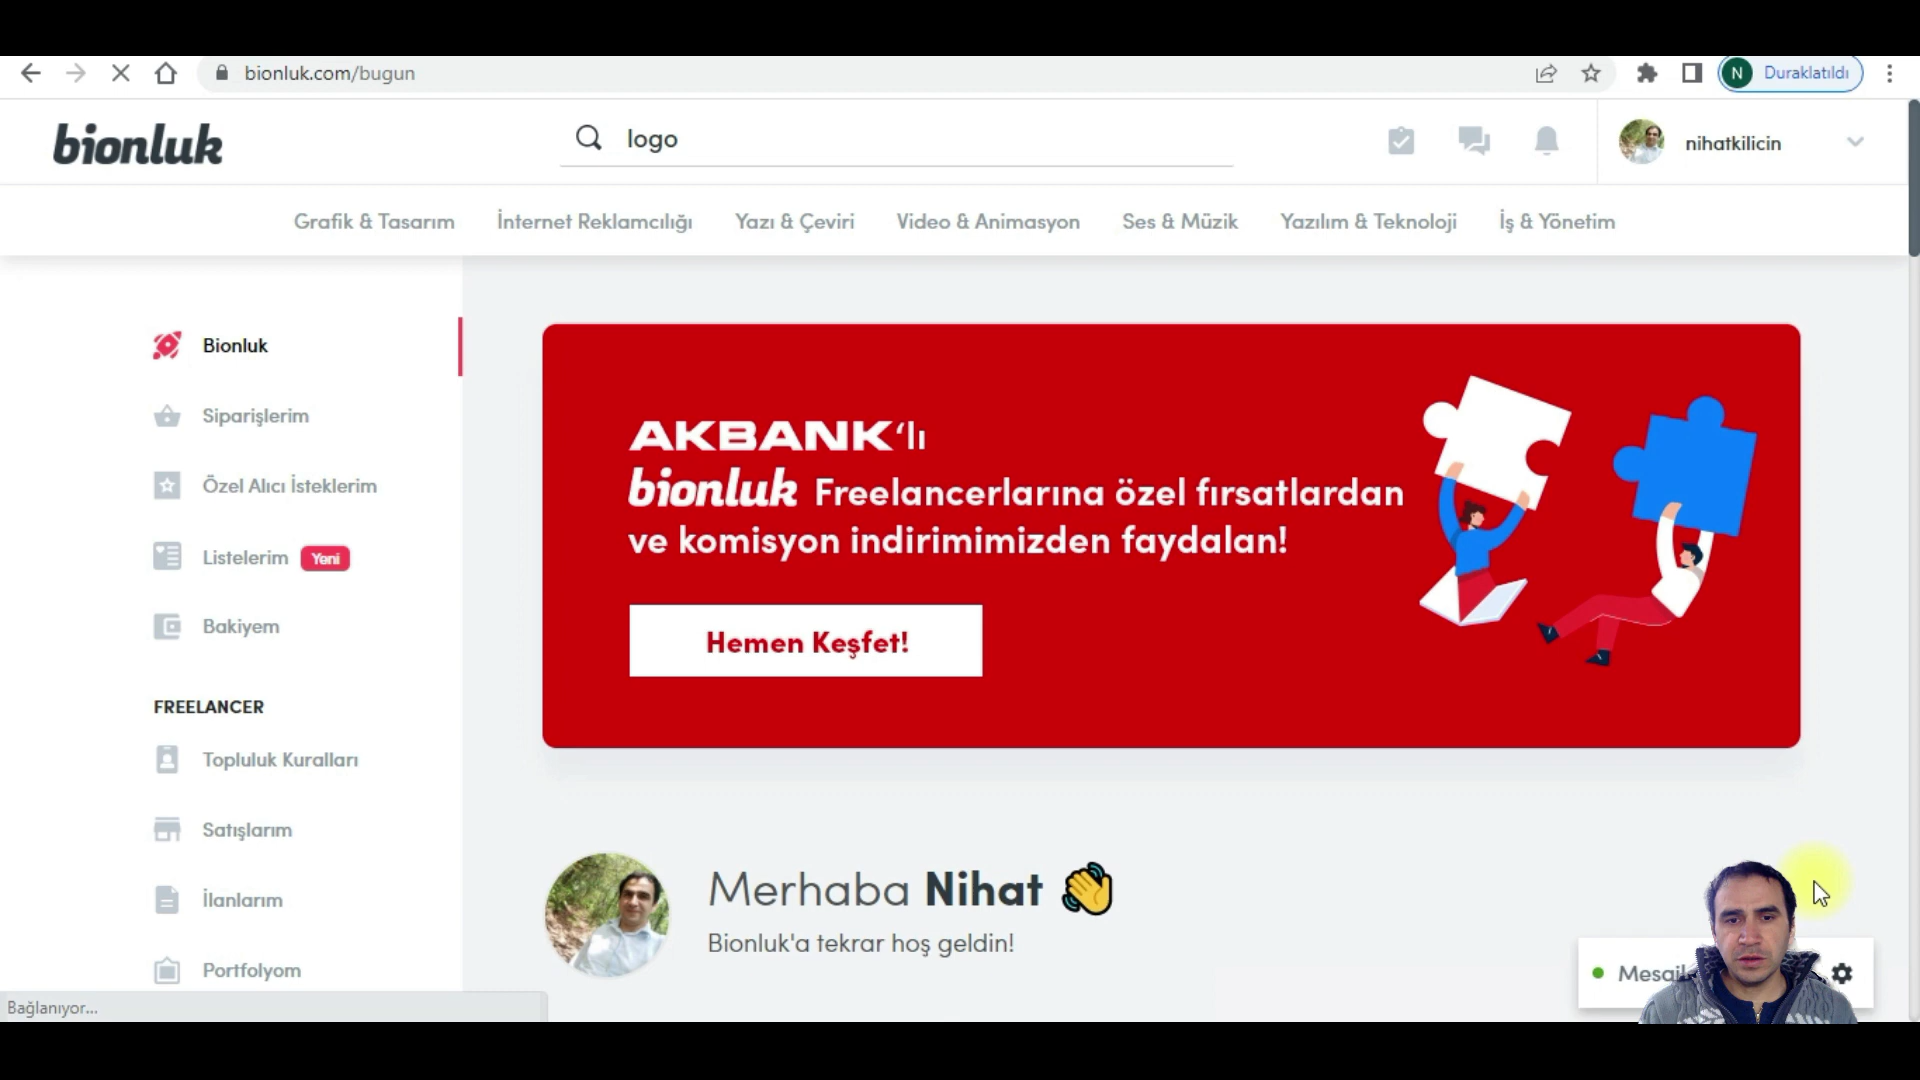 bionluk.com/bugun
N Duraklatıldı
bionluk
logo
nihatkilicin
Grafik & Tasarım İnternet Reklamcılığı Yazı & Çeviri Video & Animasyon Ses & Müzik Yazılım & Teknoloji İş & Yönetim
Bionluk
Siparişlerim
Özel Alıcı İsteklerim
Listelerim Yeni
Bakiyem
FREELANCER
Topluluk Kuralları
Satışlarım
İlanlarım
Portfolyom
AKBANK'lı
bionluk Freelancerlarına özel fırsatlardan
ve komisyon indirimimizden faydalan!
Hemen Keşfet!
Merhaba Nihat
Bionluk'a tekrar hoş geldin!
Bağlanıyor...